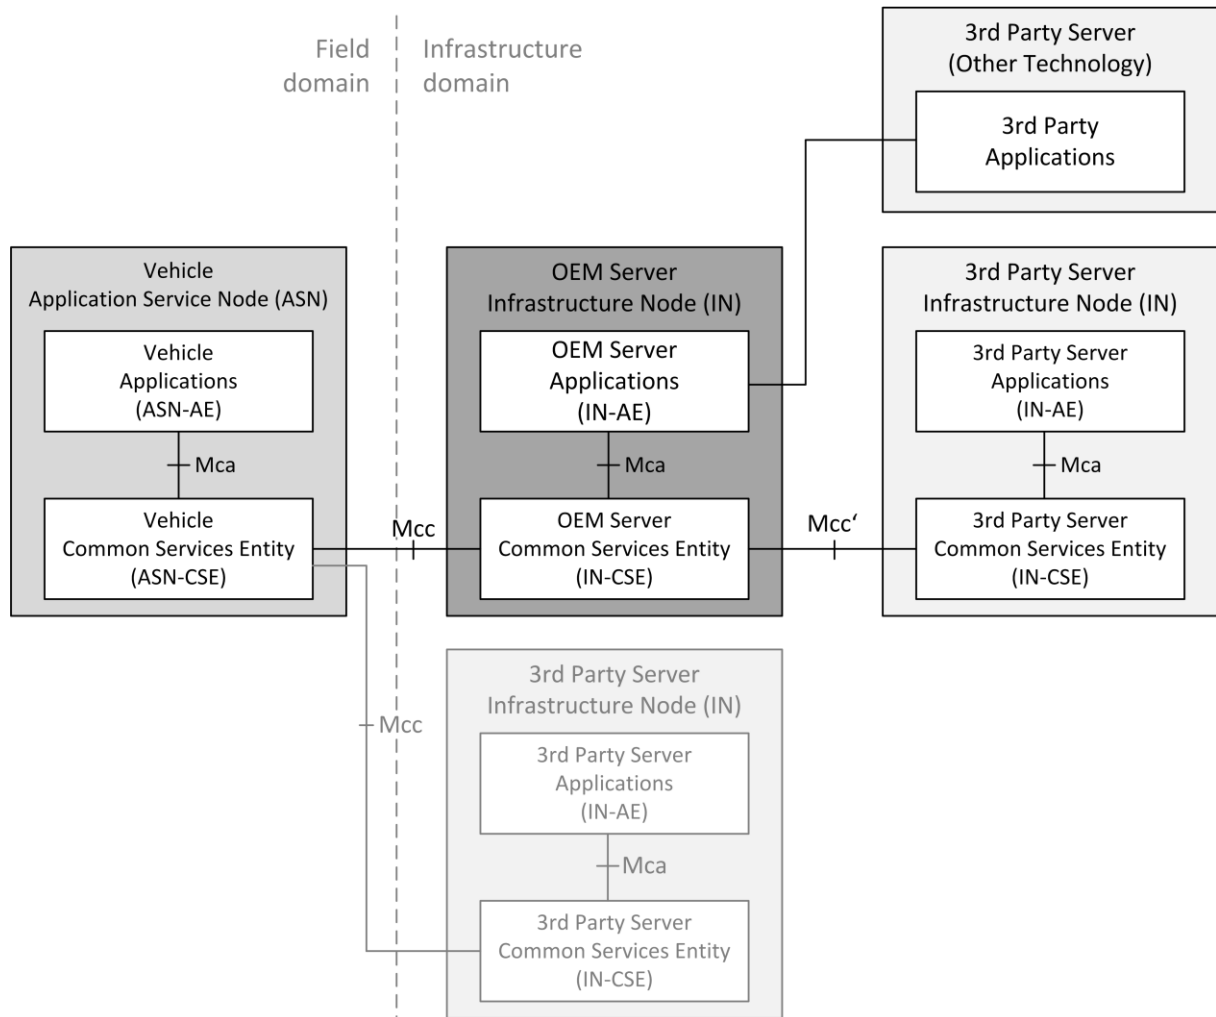 Field
domain
Infrastructure
domain
3rd Party Server
(Other Technology)
3rd Party
Applications
Vehicle
Application Service Node (ASN)
Vehicle
Applications
(ASN-AE)
Mca
Vehicle
Common Services Entity
(ASN-CSE)
Mcc
OEM Server
Infrastructure Node (IN)
OEM Server
Applications
(IN-AE)
Mca
OEM Server
Common Services Entity
(IN-CSE)
Mcc‘
3rd Party Server
Infrastructure Node (IN)
3rd Party Server
Applications
(IN-AE)
Mca
3rd Party Server
Common Services Entity
(IN-CSE)
Mcc
3rd Party Server
Infrastructure Node (IN)
3rd Party Server
Applications
(IN-AE)
Mca
3rd Party Server
Common Services Entity
(IN-CSE)